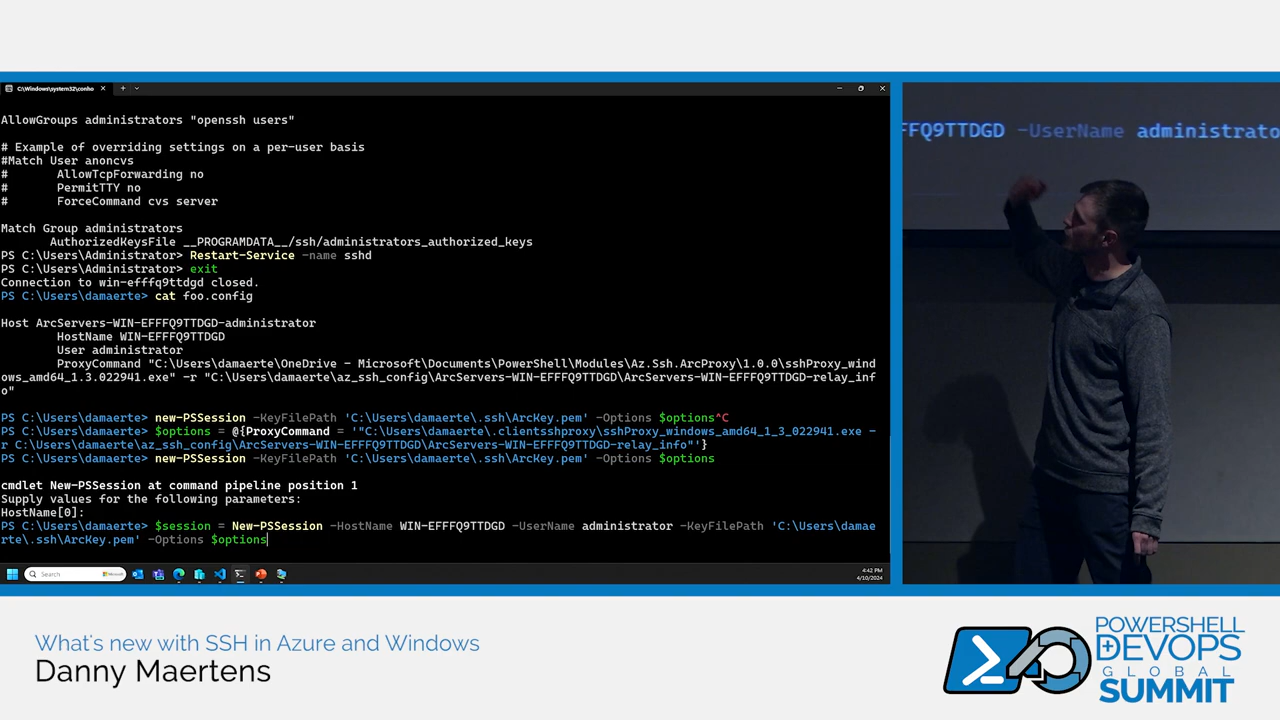 C:\Windows\system32\conho
AllowGroups administrators "openssh users"
# Example of overriding settings on a per-user basis
#Match User anoncvs
#       AllowTcpForwarding no
#       PermitTTY no
#       ForceCommand cvs server
Match Group administrators
       AuthorizedKeysFile __PROGRAMDATA__/ssh/administrators_authorized_keys
PS C:\Users\Administrator> Restart-Service -name sshd
PS C:\Users\Administrator> exit
Connection to win-efffq9ttdgd closed.
PS C:\Users\damaerte> cat foo.config
Host ArcServers-WIN-EFFFQ9TTDGD-administrator
        HostName WIN-EFFFQ9TTDGD
        User administrator
        ProxyCommand "C:\Users\damaerte\OneDrive - Microsoft\Documents\PowerShell\Modules\Az.Ssh.ArcProxy\1.0.0\sshProxy_wind
ows_amd64_1.3.022941.exe" -r "C:\Users\damaerte\az_ssh_config\ArcServers-WIN-EFFFQ9TTDGD\ArcServers-WIN-EFFFQ9TTDGD-relay_inf
o"
PS C:\Users\damaerte> new-PSSession -KeyFilePath 'C:\Users\damaerte\.ssh\ArcKey.pem' -Options $options^C
PS C:\Users\damaerte> $options = @{ProxyCommand = '"C:\Users\damaerte\.clientsshproxy\sshProxy_windows_amd64_1_3_022941.exe -
r C:\Users\damaerte\az_ssh_config\ArcServers-WIN-EFFFQ9TTDGD\ArcServers-WIN-EFFFQ9TTDGD-relay_info"'}
PS C:\Users\damaerte> new-PSSession -KeyFilePath 'C:\Users\damaerte\.ssh\ArcKey.pem' -Options $options
cmdlet New-PSSession at command pipeline position 1
Supply values for the following parameters:
HostName[0]:
PS C:\Users\damaerte> $session = New-PSSession -HostName WIN-EFFFQ9TTDGD -UserName administrator -KeyFilePath 'C:\Users\damae
rte\.ssh\ArcKey.pem' -Options $options
Search
Microsoft
4:42 PM
4/10/2024
FFQ9TTDGD -UserName administrato
What's new with SSH in Azure and Windows
Danny Maertens
POWERSHELL
DEVOPS
GLOBAL
SUMMIT